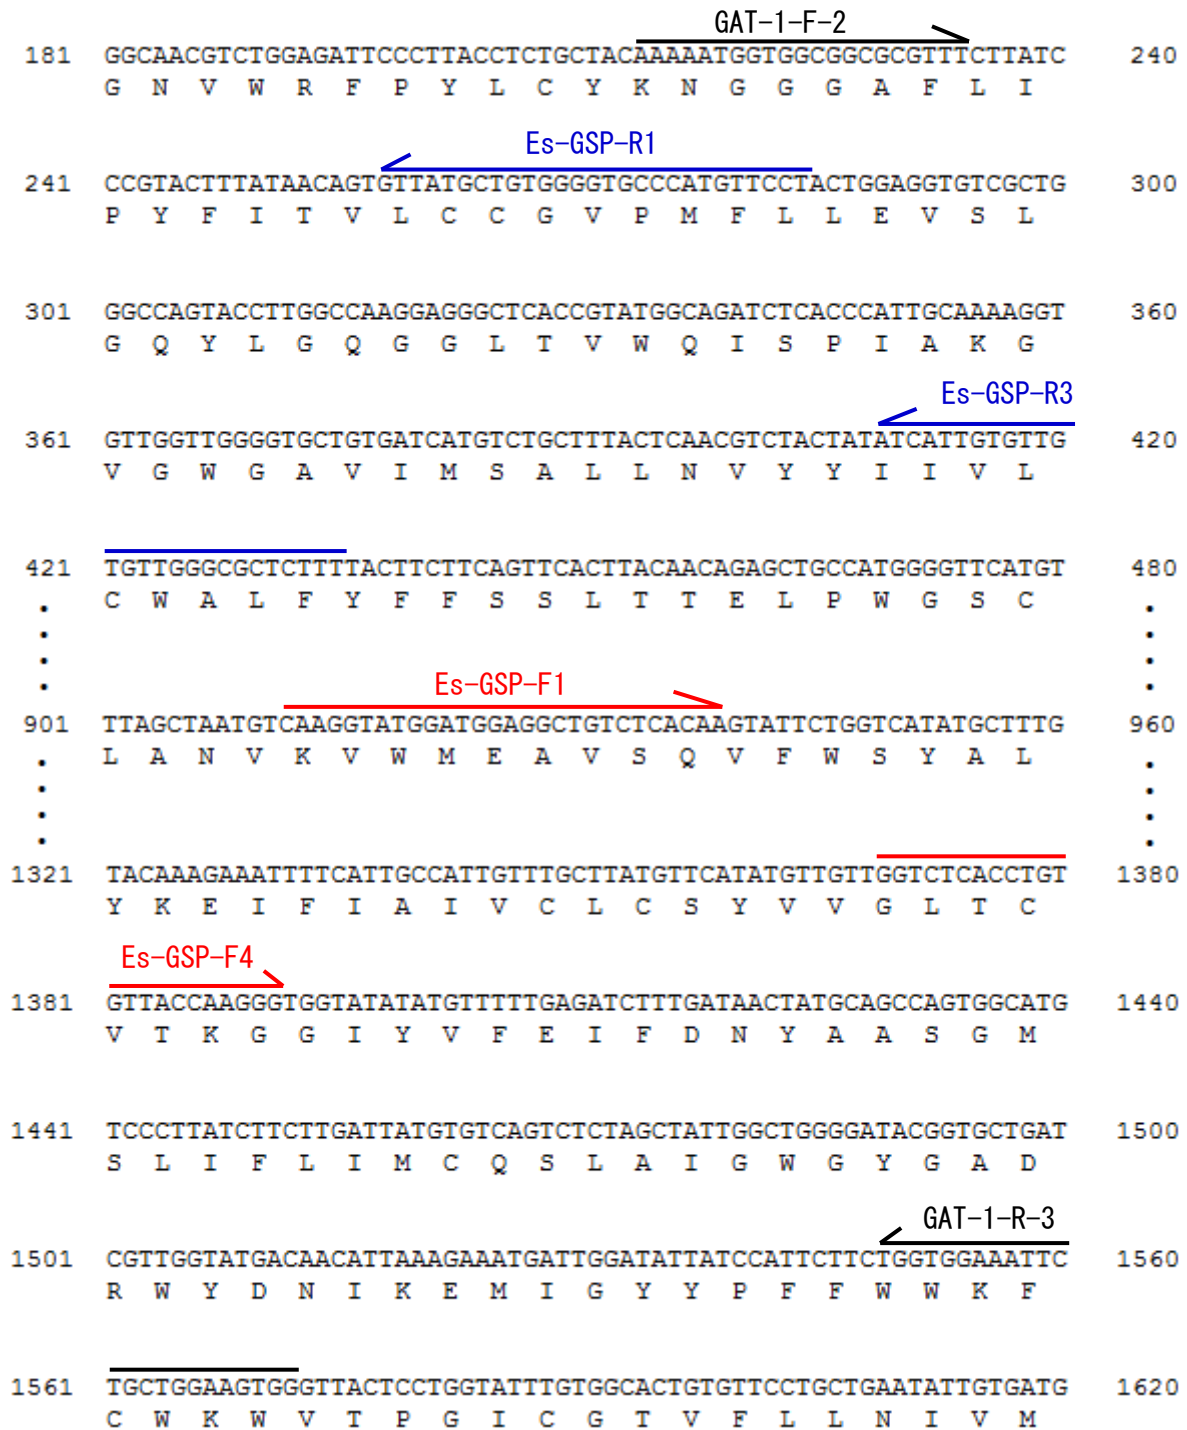 GAT-1-F-2
181 GGCAACGTCTGGAGATTCCCTTACCTCTGCTACAAAAATGGTGGCGGCGCGTTTCTTATC 240
G N V W R F P Y L C Y K N G G G A F L I
Es-GSP-R1
241 CCGTACTTTATAACAGTGTTATGCTGTGGGGTGCCCATGTTCCTACTGGAGGTGTCGCTG 300
P Y F I T V L C C G V P M F L L E V S L
301 GGCCAGTACCTTGGCCAAGGAGGGCTCACCGTATGGCAGATCTCACCCATTGCAAAAGGT 360
G Q Y L G Q G G L T V W Q I S P I A K G
Es-GSP-R3
361 GTTGGTTGGGGTGCTGTGATCATGTCTGCTTTACTCAACGTCTACTATATCATTGTGTTG 420
V G W G A V I M S A L L N V Y Y I I V L
421 TGTTGGGCGCTCTTTTACTTCTTCAGTTCACTTACAACAGAGCTGCCATGGGGTTCATGT 480
C W A L F Y F F S S L T T E L P W G S C
Es-GSP-F1
901 TTAGCTAATGTCAAGGTATGGATGGAGGCTGTCTCACAAGTATTCTGGTCATATGCTTTG 960
L A N V K V W M E A V S Q V F W S Y A L
1321 TACAAAGAAATTTTCATTGCCATTGTTTGCTTATGTTCATATGTTGTTGGTCTCACCTGT 1380
Y K E I F I A I V C L C S Y V V G L T C
Es-GSP-F4
1381 GTTACCAAGGGTGGTATATATGTTTTTGAGATCTTTGATAACTATGCAGCCAGTGGCATG 1440
V T K G G I Y V F E I F D N Y A A S G M
1441 TCCCTTATCTTCTTGATTATGTGTCAGTCTCTAGCTATTGGCTGGGGATACGGTGCTGAT 1500
S L I F L I M C Q S L A I G W G Y G A D
GAT-1-R-3
1501 CGTTGGTATGACAACATTAAAGAAATGATTGGATATTATCCATTCTTCTGGTGGAAATTC 1560
R W Y D N I K E M I G Y Y P F F W W K F
1561 TGCTGGAAGTGGGTTACTCCTGGTATTTGTGGCACTGTGTTCCTGCTGAATATTGTGATG 1620
C W K W V T P G I C G T V F L L N I V M